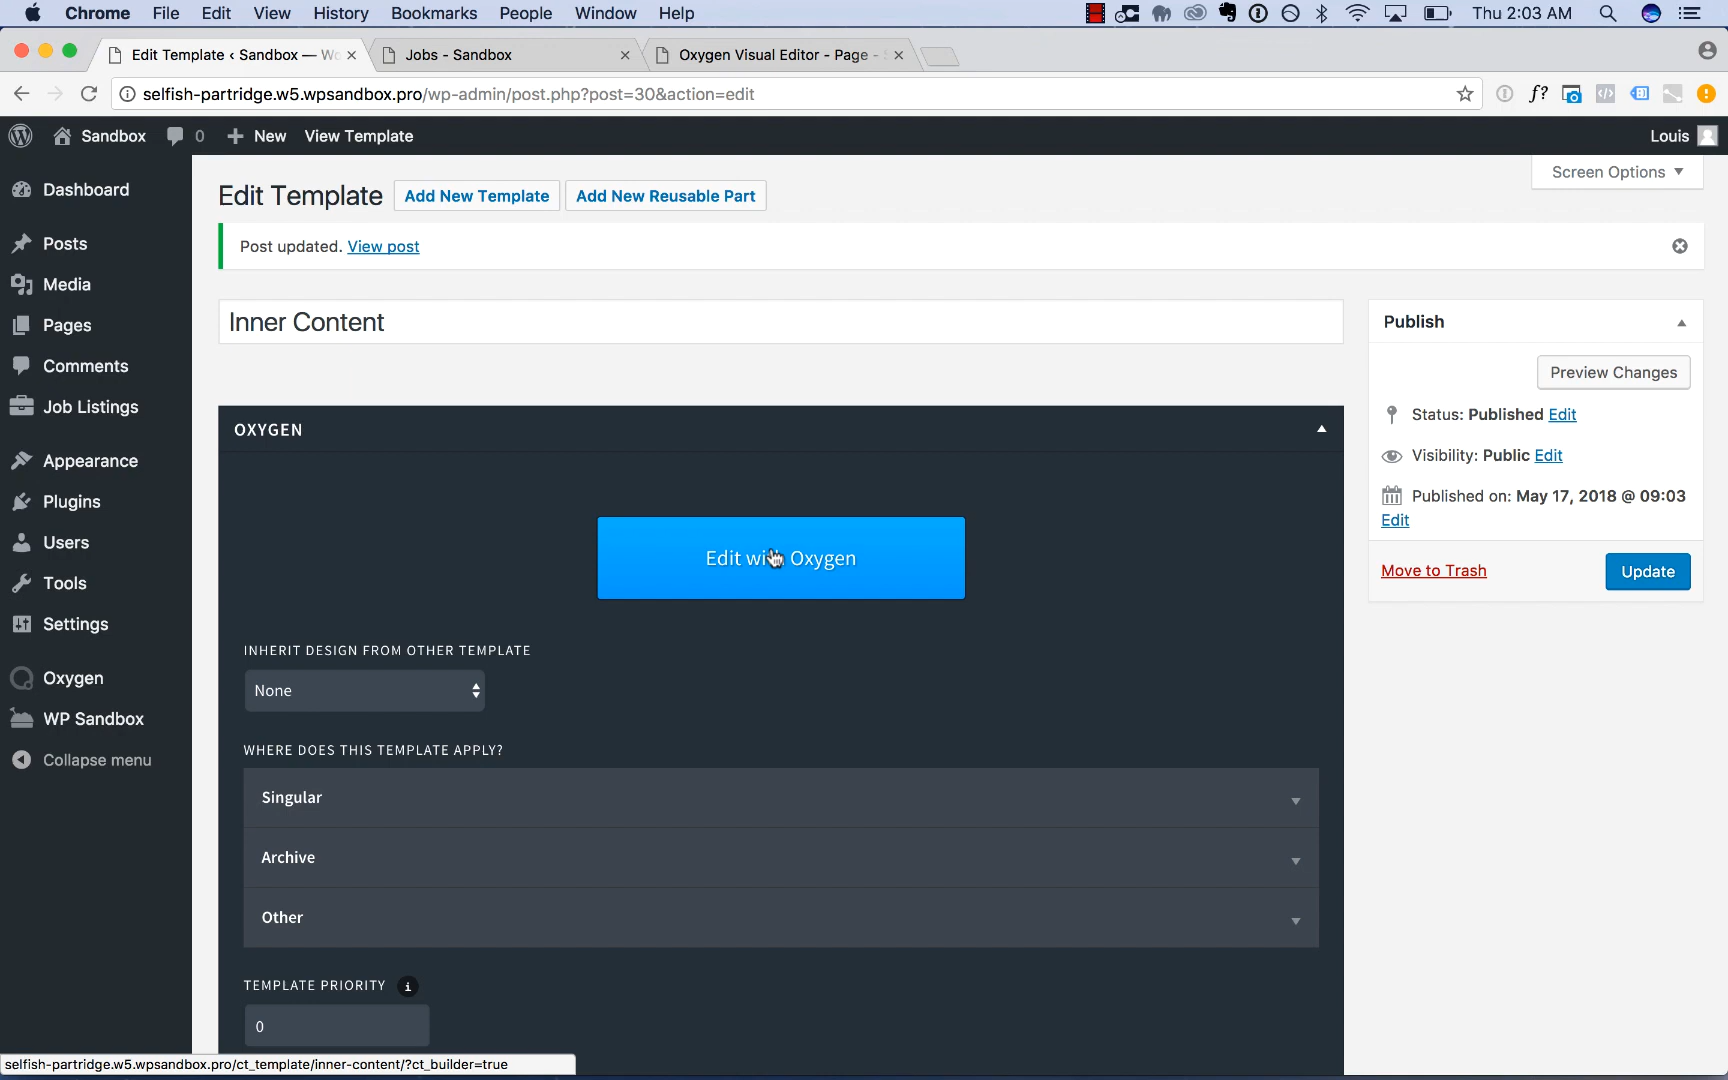 Chrome File Edit View History Bookmarks People Window Help Thu 2:03 AM
Edit Template ‹ Sandbox — Wo Jobs - Sandbox Oxygen Visual Editor - Page -
selfish-partridge.w5.wpsandbox.pro/wp-admin/post.php?post=30&action=edit f?
Sandbox 0 New View Template Louis
Screen Options
Dashboard
Posts
Media
Pages
Comments
Job Listings
Appearance
Plugins
Users
Tools
Settings
Oxygen
WP Sandbox
Collapse menu
Edit Template Add New Template Add New Reusable Part
Post updated. View post
Inner Content
OXYGEN
Edit with Oxygen
INHERIT DESIGN FROM OTHER TEMPLATE
None
WHERE DOES THIS TEMPLATE APPLY?
Singular
Archive
Other
TEMPLATE PRIORITY i
0
Publish
Preview Changes
Status: Published Edit
Visibility: Public Edit
Published on: May 17, 2018 @ 09:03
Edit
Move to Trash Update
selfish-partridge.w5.wpsandbox.pro/ct_template/inner-content/?ct_builder=true